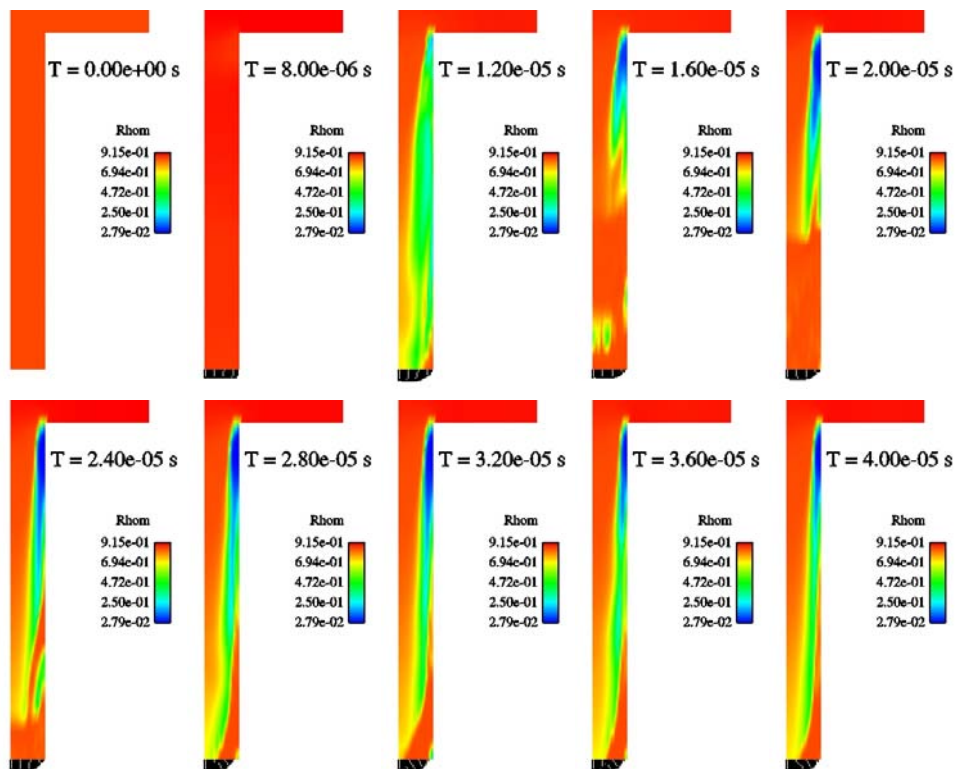 T = 0.00e+00 s
Rhom
9.15e-01
6.94e-01
4.72e-01
2.50e-01
2.79e-02
T = 8.00e-06 s
Rhom
9.15e-01
6.94e-01
4.72e-01
2.50e-01
2.79e-02
T = 1.20e-05 s
Rhom
9.15e-01
6.94e-01
4.72e-01
2.50e-01
2.79e-02
T = 1.60e-05 s
Rhom
9.15e-01
6.94e-01
4.72e-01
2.50e-01
2.79e-02
T = 2.00e-05 s
Rhom
9.15e-01
6.94e-01
4.72e-01
2.50e-01
2.79e-02
T = 2.40e-05 s
Rhom
9.15e-01
6.94e-01
4.72e-01
2.50e-01
2.79e-02
T = 2.80e-05 s
Rhom
9.15e-01
6.94e-01
4.72e-01
2.50e-01
2.79e-02
T = 3.20e-05 s
Rhom
9.15e-01
6.94e-01
4.72e-01
2.50e-01
2.79e-02
T = 3.60e-05 s
Rhom
9.15e-01
6.94e-01
4.72e-01
2.50e-01
2.79e-02
T = 4.00e-05 s
Rhom
9.15e-01
6.94e-01
4.72e-01
2.50e-01
2.79e-02